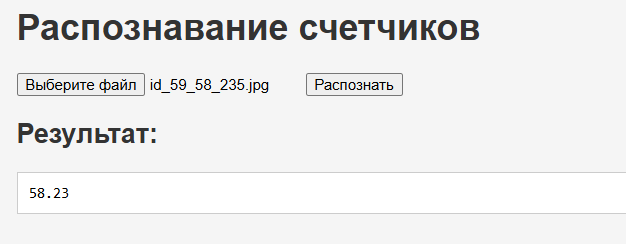 Распознавание счетчиков
Выберите файл id_59_58_235.jpg Распознать
Результат:
58.23